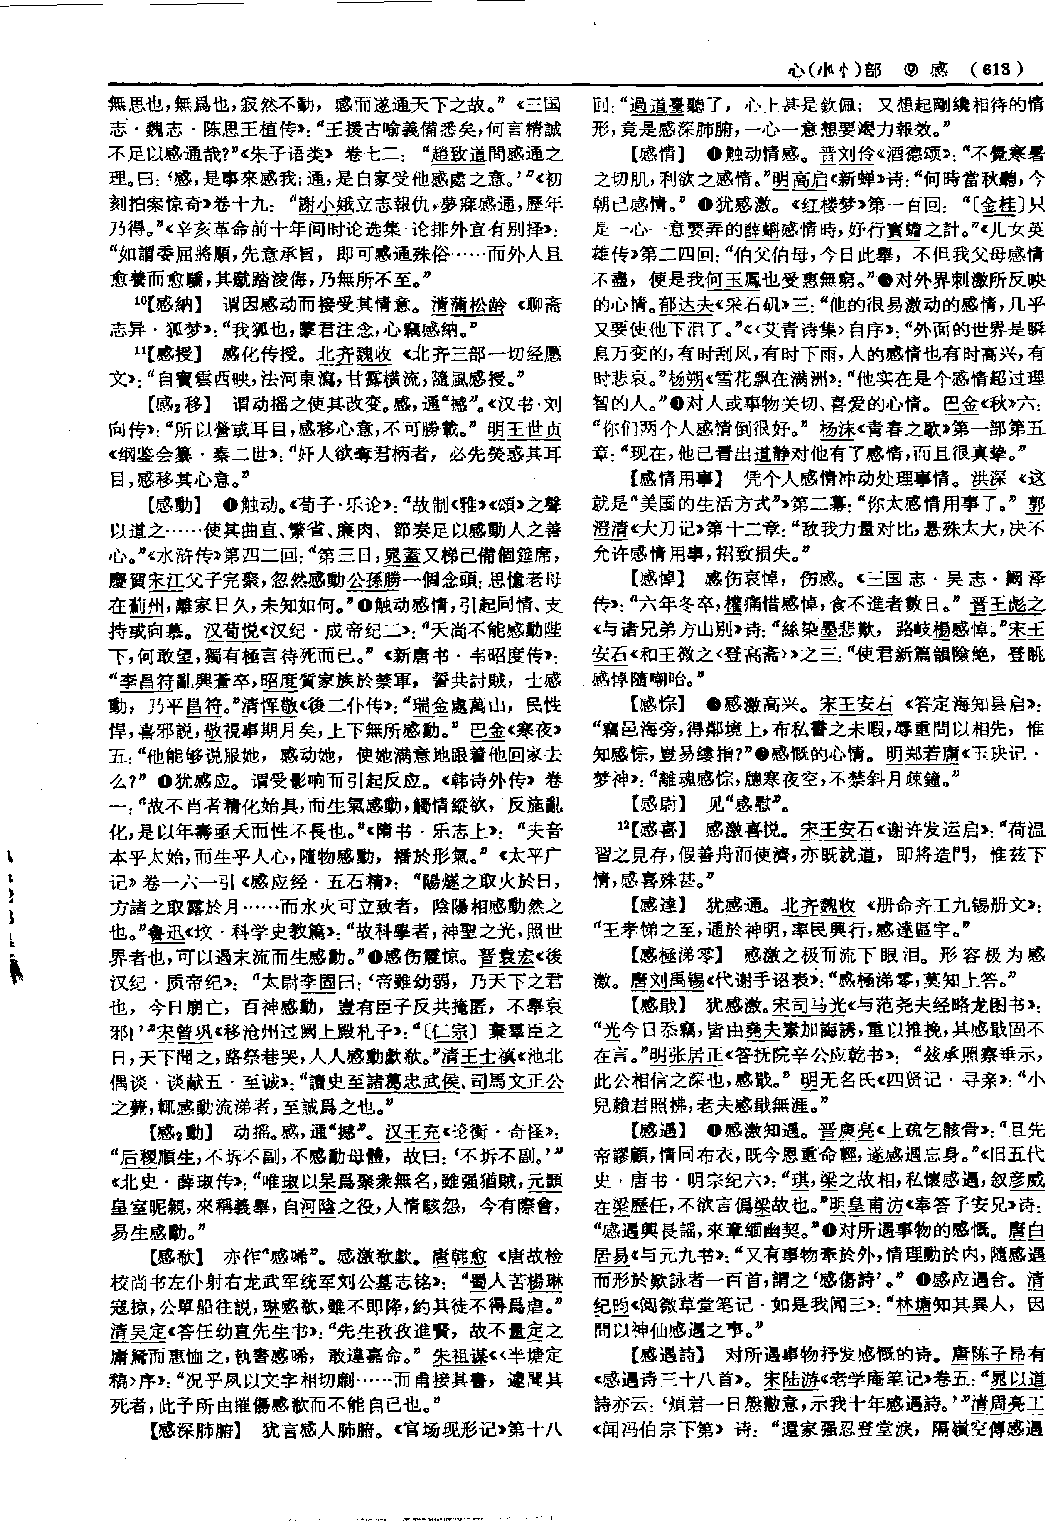 心(小忄)部 ⑨ 感 (613)
無思也,無爲也,寂然不動,感而遂通天下之故。”《三国
志·魏志·陈思王植传》:“王援古喻義備悉矣,何言精誠
不足以感通哉?”《朱子语类》卷七二:“趙致道問感通之
理。曰:‘感,是事來感我;通,是自家受他感處之意。’”《初
刻拍案惊奇》卷十九:“謝小娥立志報仇,夢寐感通,歷年
乃得。”《辛亥革命前十年间时论选集·论排外宜有别择》:
“如謂委屈將順,先意承旨,即可感通殊俗……而外人且
愈養而愈驕,其蹴踏淩侮,乃無所不至。”
10【感納】 谓因感动而接受其情意。清蒲松龄《聊斋
志异·狐梦》:“我狐也,蒙君注念,心竊感納。”
11【感授】 感化传授。北齐魏收《北齐三部一切经愿
文》:“自寶雲西映,法河東瀉,甘露横流,隨風感授。”
【感2移】 谓动摇之使其改变。感,通“撼”。《汉书·刘
向传》:“所以營或耳目,感移心意,不可勝載。”明王世贞
《纲鉴会纂·秦二世》:“奸人欲奪君柄者,必先熒惑其耳
目,感移其心意。”
【感動】 ❶触动。《荀子·乐论》:“故制《雅》《頌》之聲
以道之……使其曲直、繁省、廉肉、節奏足以感動人之善
心。”《水浒传》第四二回:“第三日,晁蓋又梯已備個筵席,
慶賀宋江父子完聚,忽然感動公孫勝一個念頭:思憶老母
在薊州,離家日久,未知如何。”❷触动感情,引起同情、支
持或向慕。汉荀悦《汉纪·成帝纪二》:“天尚不能感動陛
下,何敢望,獨有極言待死而已。”《新唐书·韦昭度传》:
“李昌符亂興蒼卒,昭度質家族於禁軍,誓共討賊,士感
動,乃平昌符。”清恽敬《後二仆传》:“瑞金處萬山,民性
悍,喜邪説,敬視事期月矣,上下無所感動。”巴金《寒夜》
五:“他能够说服她,感动她,使她满意地跟着他回家去
么?”❸犹感应。谓受影响而引起反应。《韩诗外传》卷
一:“故不肖者精化始具,而生氣感動,觸情縱欲,反施亂
化,是以年壽亟夭而性不長也。”《隋书·乐志上》:“夫音
本乎太始,而生乎人心,隨物感動,播於形氣。”《太平广
记》卷一六一引《感应经·五石精》:“陽燧之取火於日,
方諸之取露於月……而水火可立致者,陰陽相感動然之
也。”鲁迅《坟·科学史教篇》:“故科學者,神聖之光,照世
界者也,可以遏末流而生感動。”❹感伤震惊。晋袁宏《後
汉纪·质帝纪》:“太尉李固曰:‘帝雖幼弱,乃天下之君
也,今日崩亡,百神感動,豈有臣子反共掩匿,不舉哀
邪!’”宋曾巩《移沧州过阙上殿札子》:“〔仁宗〕棄羣臣之
日,天下聞之,路祭巷哭,人人感動歔欷。”清王士禛《池北
偶谈·谈献五·至诚》:“讀史至諸葛忠武侯、司馬文正公
之薨,輒感動流涕者,至誠爲之也。”
【感2動】 动摇。感,通“撼”。汉王充《论衡·奇怪》:
“后稷順生,不坼不副,不感動母體,故曰:‘不坼不副。’”
《北史·薛琡传》:“唯琡以杲爲聚衆無名,雖强猶賊,元顥
皇室昵親,來稱義舉,自河陰之役,人情駭怨,今有際會,
易生感動。”
【感欷】 亦作“感唏”。感激欷歔。唐韩愈《唐故检
校尚书左仆射右龙武军统军刘公墓志铭》:“蜀人苦楊琳
寇掠,公單船往説,琳感欷,雖不即降,約其徒不得爲虐。”
清吴定《答任幼直先生书》:“先生孜孜進賢,故不量定之
庸駑而惠恤之,執書感唏,敢違嘉命。”朱祖谋《〈半塘定
稿〉序》:“况乎夙以文字相切劘……而甫接其書,遽聞其
死者,此予所由摧傷感欷而不能自已也。”
【感深肺腑】 犹言感人肺腑。《官场现形记》第十八
回:“過道臺聽了,心上甚是欽佩;又想起剛纔相待的情
形,竟是感深肺腑,一心一意想要竭力報效。”
【感情】 ❶触动情感。晋刘伶《酒德颂》:“不覺寒暑
之切肌,利欲之感情。”明高启《新蝉》诗:“何時當秋聽,今
朝已感情。”❷犹感激。《红楼梦》第一百回:“〔金桂〕只
是一心一意要弄的薛蝌感情時,好行寶蟾之計。”《儿女英
雄传》第二四回:“伯父伯母,今日此舉,不但我父母感情
不盡,便是我何玉鳳也受惠無窮。”❸对外界刺激所反映
的心情。郁达夫《采石矶》三:“他的很易激动的感情,几乎
又要使他下泪了。”《〈艾青诗集〉自序》:“外面的世界是瞬
息万变的,有时刮风,有时下雨,人的感情也有时高兴,有
时悲哀。”杨朔《雪花飘在满洲》:“他实在是个感情超过理
智的人。”❹对人或事物关切、喜爱的心情。巴金《秋》六:
“你们两个人感情倒很好。”杨沫《青春之歌》第一部第五
章:“现在,他已看出道静对他有了感情,而且很真挚。”
【感情用事】 凭个人感情冲动处理事情。洪深《这
就是“美国的生活方式”》第二幕:“你太感情用事了。”郭
澄清《大刀记》第十二章:“敌我力量对比,悬殊太大,决不
允许感情用事,招致损失。”
【感悼】 感伤哀悼,伤感。《三国志·吴志·阚泽
传》:“六年冬卒,權痛惜感悼,食不進者數日。”晋王彪之
《与诸兄弟方山别》诗:“絲染墨悲歎,路岐楊感悼。”宋王
安石《和王微之〈登高斋〉》之三:“使君新篇韻險絶,登眺
感悼隨嘲咍。”
【感悰】 ❶感激高兴。宋王安石《答定海知县启》:
“竊邑海旁,得鄰境上,布私書之未暇,辱重問以相先,惟
知感悰,豈易縷指?”❷感慨的心情。明郑若庸《玉玦记·
梦神》:“離魂感悰,牕寒夜空,不禁斜月疎鐘。”
【感尉】 见“感慰”。
12【感喜】 感激喜悦。宋王安石《谢许发运启》:“荷温
習之見存,假善舟而使濟,亦既就道,即將造門,惟兹下
情,感喜殊甚。”
【感達】 犹感通。北齐魏收《册命齐王九锡册文》:
“王孝悌之至,通於神明,率民興行,感達區宇。”
【感極涕零】 感激之极而流下眼泪。形容极为感
激。唐刘禹锡《代谢手诏表》:“感極涕零,莫知上答。”
【感戢】 犹感激。宋司马光《与范尧夫经略龙图书》:
“光今日忝竊,皆由堯夫素加誨誘,重以推挽,其感戢固不
在言。”明张居正《答抚院辛公应乾书》:“兹承照察垂示,
此公相信之深也,感戢。”明无名氏《四贤记·寻亲》:“小
兒賴君照拂,老夫感戢無涯。”
【感遇】 ❶感激知遇。晋庾亮《上疏乞骸骨》:“且先
帝謬顧,情同布衣,既今恩重命輕,遂感遇忘身。”《旧五代
史·唐书·明宗纪六》:“琪,梁之故相,私懷感遇,叙彦威
在梁歷任,不欲言僞梁故也。”明皇甫汸《奉答子安兄》诗:
“感遇興長謡,來章緬幽契。”❷对所遇事物的感慨。唐白
居易《与元九书》:“又有事物牽於外,情理動於内,隨感遇
而形於歎詠者一百首,謂之‘感傷詩’。”❸感应遇合。清
纪昀《阅微草堂笔记·如是我闻三》:“林塘知其異人,因
問以神仙感遇之事。”
【感遇詩】 对所遇事物抒发感慨的诗。唐陈子昂有
《感遇诗三十八首》。宋陆游《老学庵笔记》卷五:“晁以道
詩亦云:‘煩君一日殷勤意,示我十年感遇詩。’”清周亮工
《闻冯伯宗下第》诗:“還家强忍登堂淚,隔嶺空傳感遇